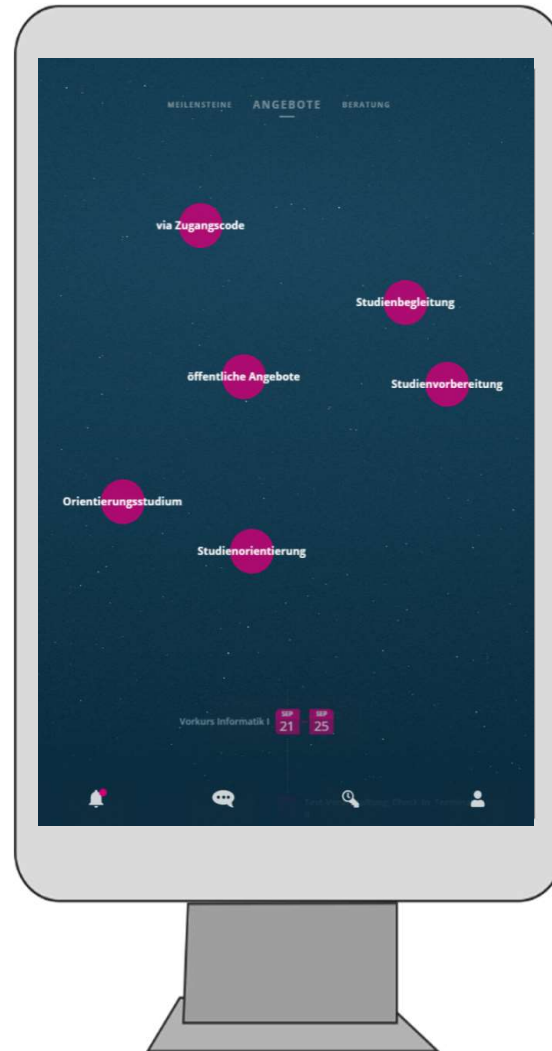 MEILENSTEINE ANGEBOTE BERATUNG
via Zugangscode
Studienbegleitung
öffentliche Angebote
Studienvorbereitung
Orientierungsstudium
Studienorientierung
Vorkurs Informatik I SEP 21 - SEP 25